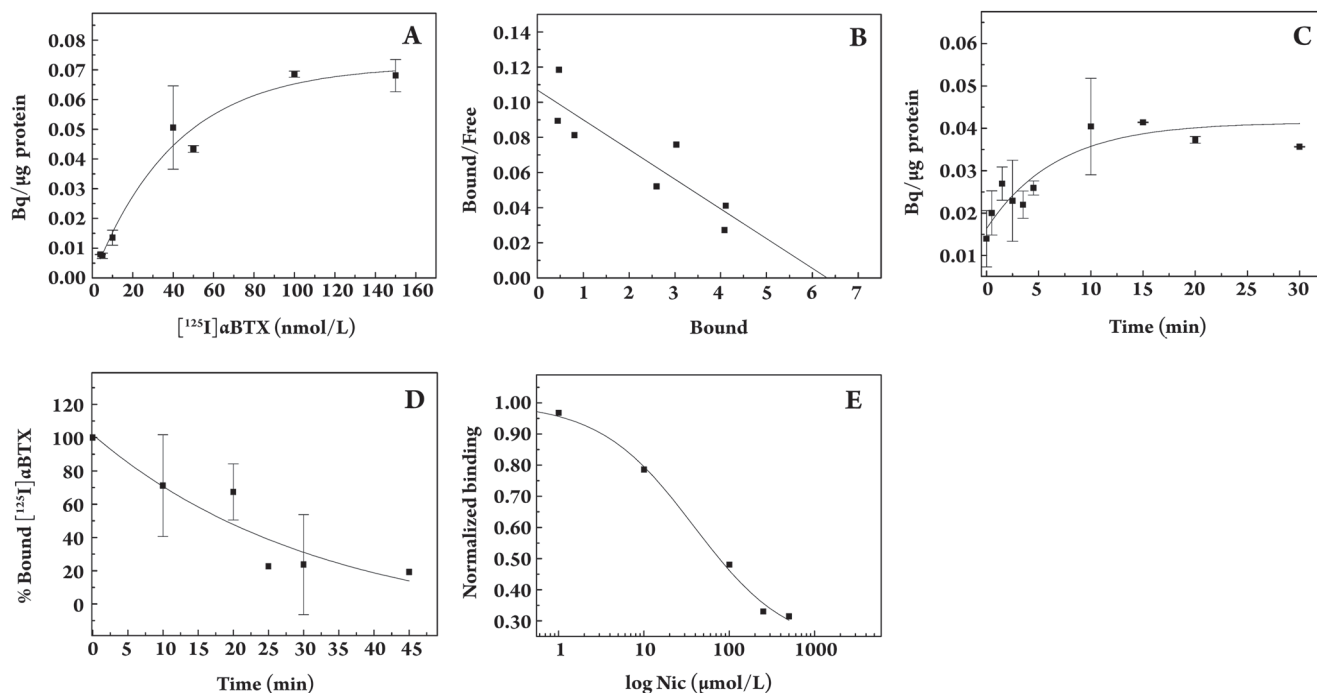 A
Bq/μg protein
0.08
0.07
0.06
0.05
0.04
0.03
0.02
0.01
0.00
0 20 40 60 80 100 120 140 160
[¹²⁵I]αBTX (nmol/L)
B
Bound/Free
0.14
0.12
0.10
0.08
0.06
0.04
0.02
0.00
0 1 2 3 4 5 6 7
Bound
C
Bq/μg protein
0.06
0.05
0.04
0.03
0.02
0.01
0 5 10 15 20 25 30
Time (min)
D
% Bound [¹²⁵I]αBTX
120
100
80
60
40
20
0
0 5 10 15 20 25 30 35 40 45
Time (min)
E
Normalized binding
1.00
0.90
0.80
0.70
0.60
0.50
0.40
0.30
1 10 100 1000
log Nic (μmol/L)